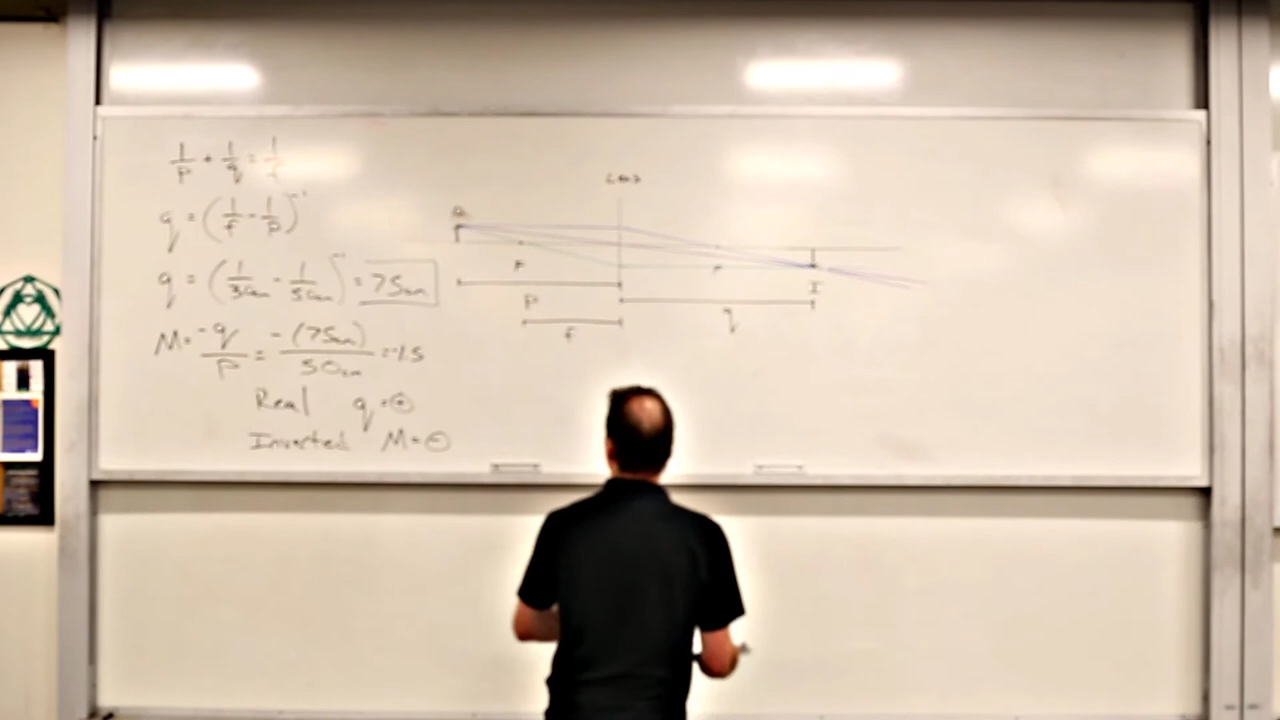 1/p + 1/q = 1/f
q = (1/f - 1/p)^-1
q = (1/30cm - 1/50cm)^-1 = 75cm
M = -q/p = -(75cm)/50cm = -1.5
Real q=⊕
Inverted M=⊖
Lens
O
F
F
I
p
q
f